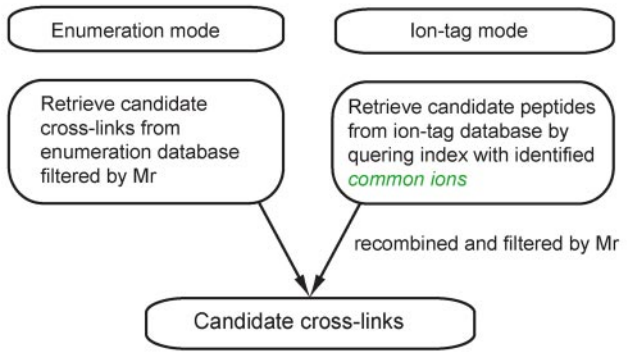 Enumeration mode
Ion-tag mode
Retrieve candidate
cross-links from
enumeration database
filtered by Mr
Retrieve candidate peptides
from ion-tag database by
quering index with identified
common ions
recombined and filtered by Mr
Candidate cross-links